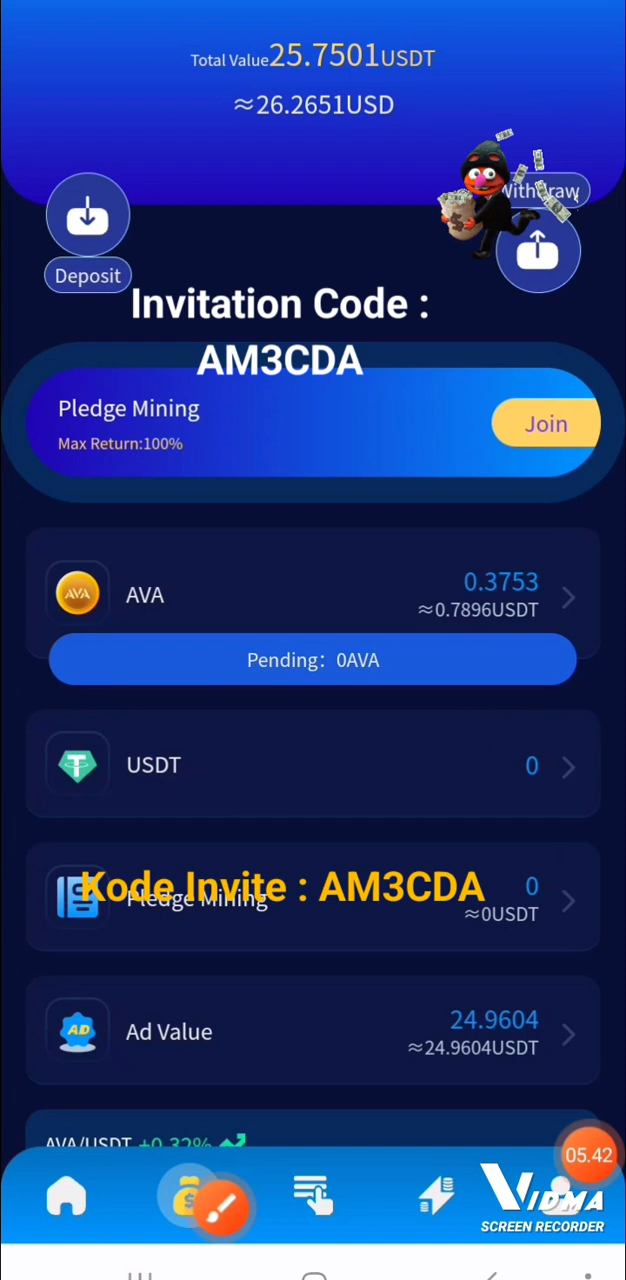 Total Value25.7501USDT
≈26.2651USD
Withdraw
Deposit
Invitation Code :
AM3CDA
Pledge Mining
Max Return:100%
Join
AVA
AVA
0.3753
≈0.7896USDT
Pending: 0AVA
USDT
0
Kode Invite : AM3CDA
Pledge Mining
0
≈0USDT
AD
Ad Value
24.9604
≈24.9604USDT
AVA/USDT +0.32%
05.42
VIDMA
SCREEN RECORDER